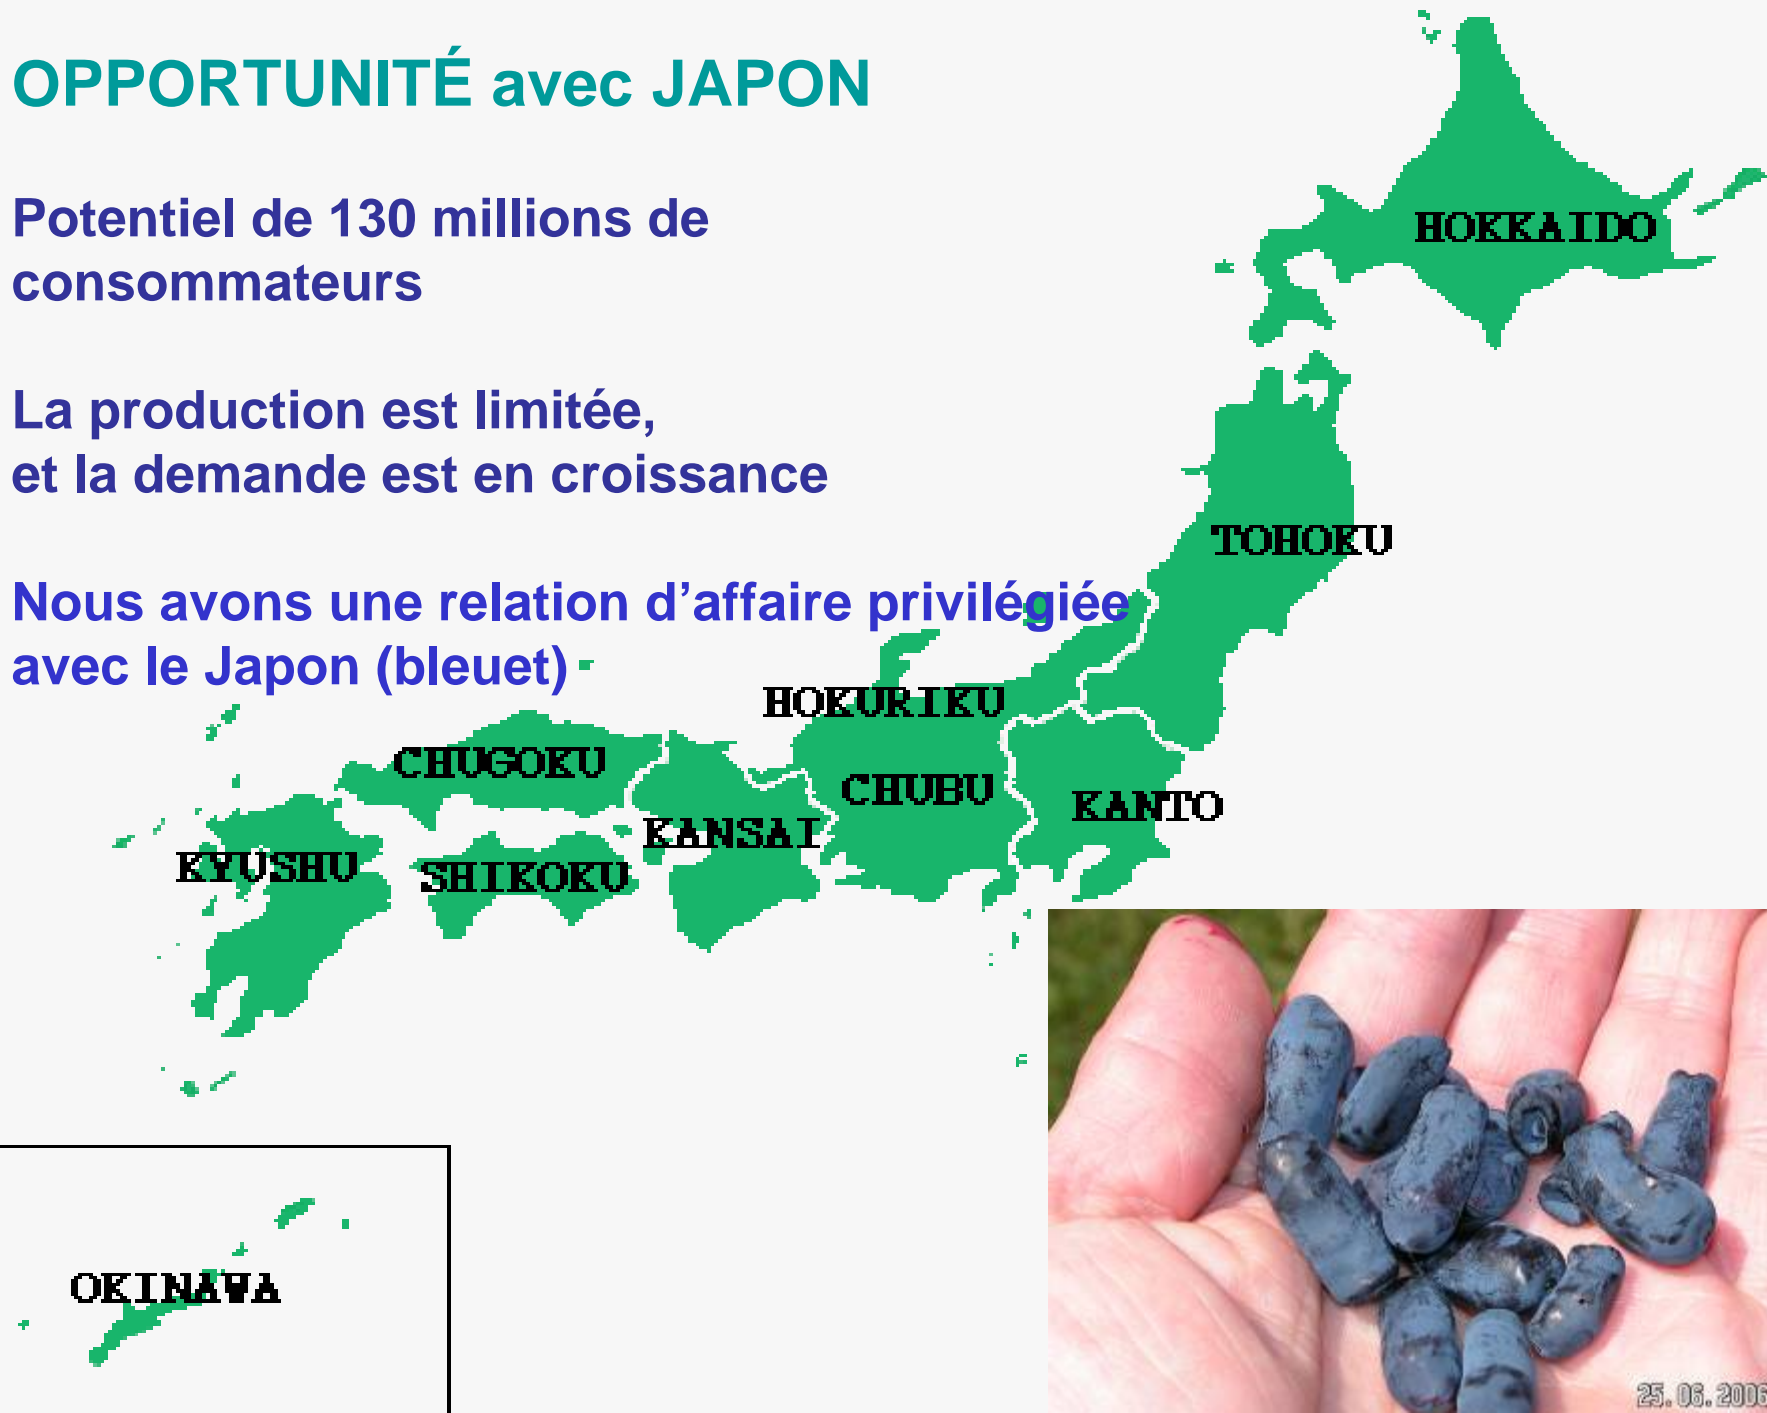 OPPORTUNITÉ avec JAPON
Potentiel de 130 millions de
consommateurs
La production est limitée,
et la demande est en croissance
Nous avons une relation d’affaire privilégiée
avec le Japon (bleuet)
HOKKAIDO
TOHOKU
HOKURIKU
CHUGOKU
CHUBU
KANTO
KANSAI
KYUSHU
SHIKOKU
OKINAWA
25.06.2006